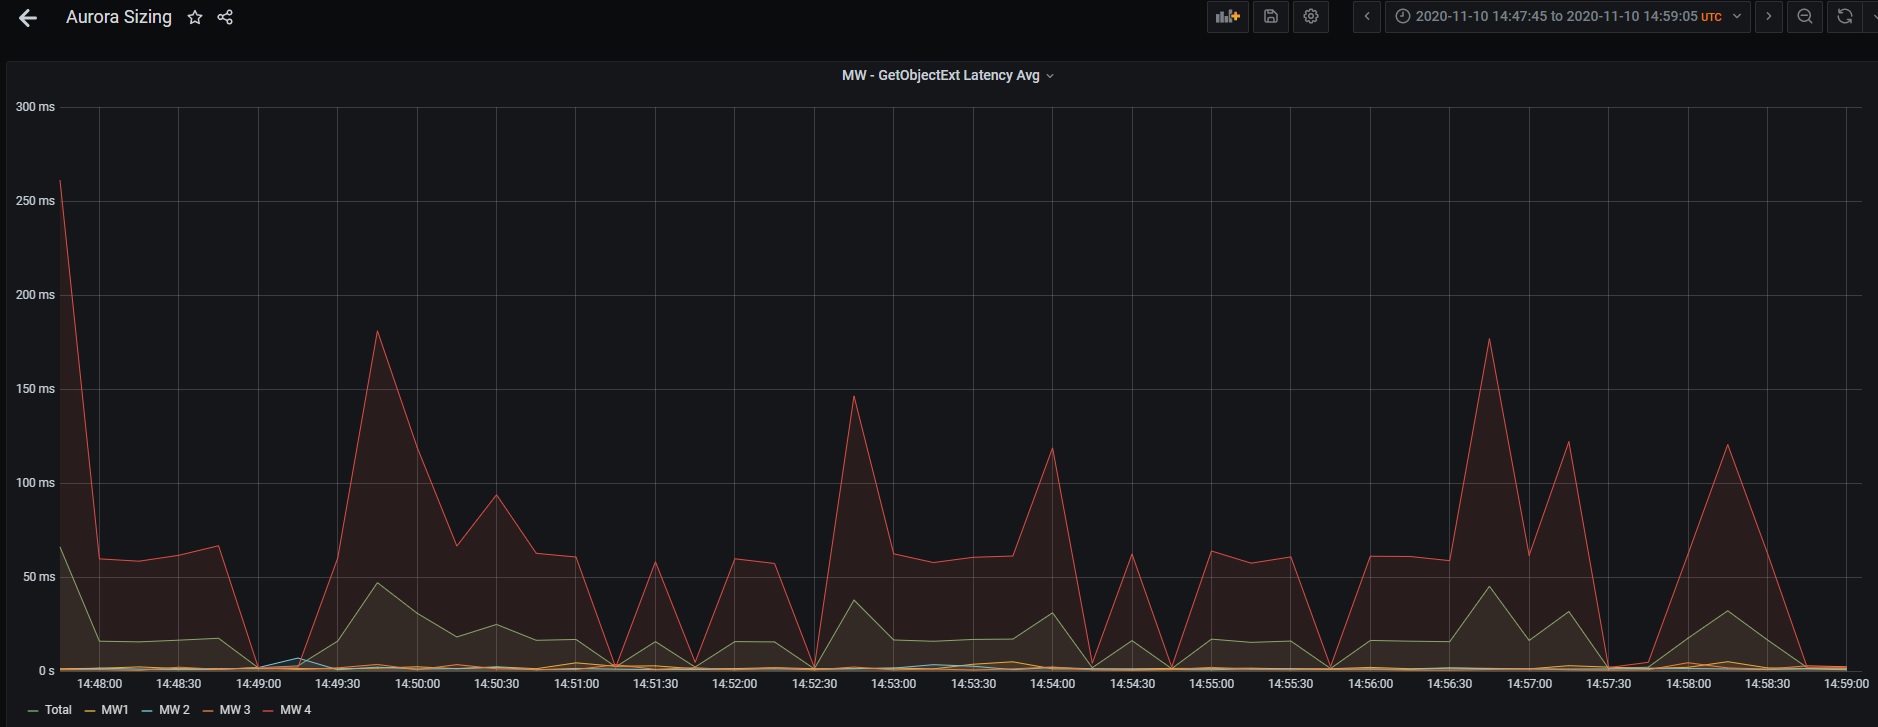 Aurora Sizing
2020-11-10 14:47:45 to 2020-11-10 14:59:05 UTC
MW - GetObjectExt Latency Avg
300 ms
250 ms
200 ms
150 ms
100 ms
50 ms
0 s
14:48:00 14:48:30 14:49:00 14:49:30 14:50:00 14:50:30 14:51:00 14:51:30 14:52:00 14:52:30 14:53:00 14:53:30 14:54:00 14:54:30 14:55:00 14:55:30 14:56:00 14:56:30 14:57:00 14:57:30 14:58:00 14:58:30 14:59:00
Total MW1 MW 2 MW 3 MW 4